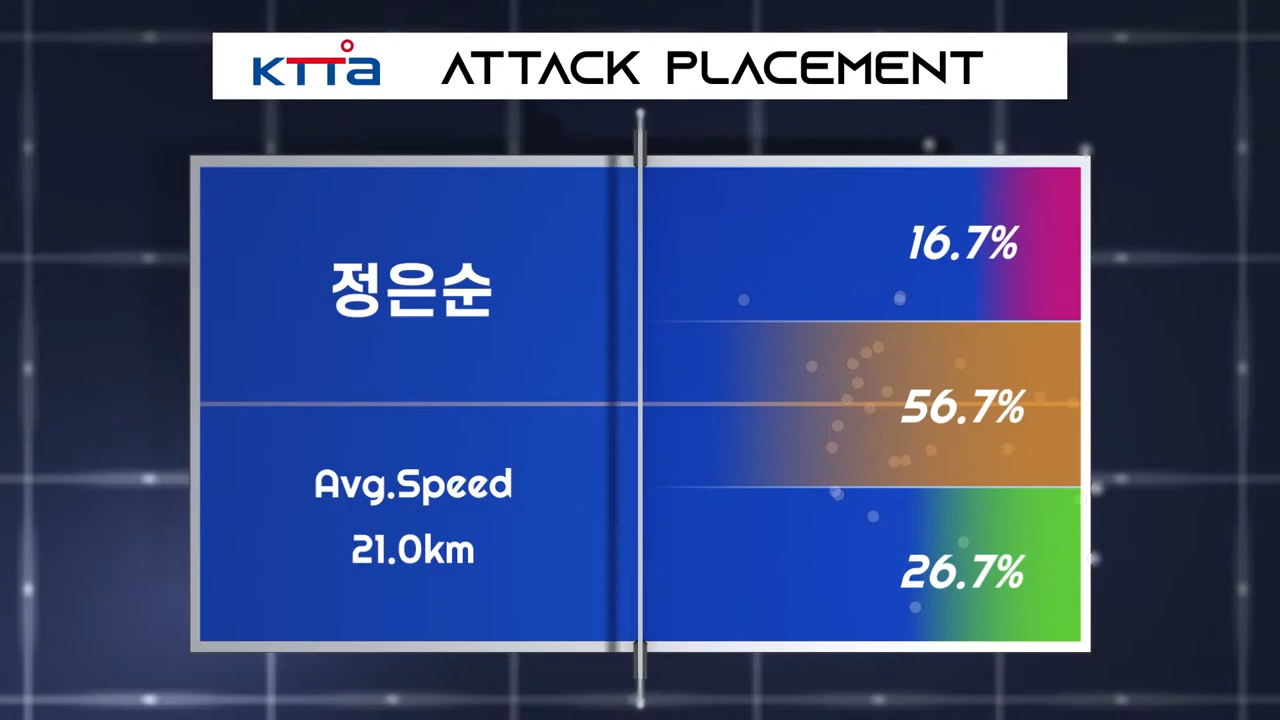 KTTa ATTACK PLACEMENT
정은순
Avg.Speed
21.0km
16.7%
56.7%
26.7%